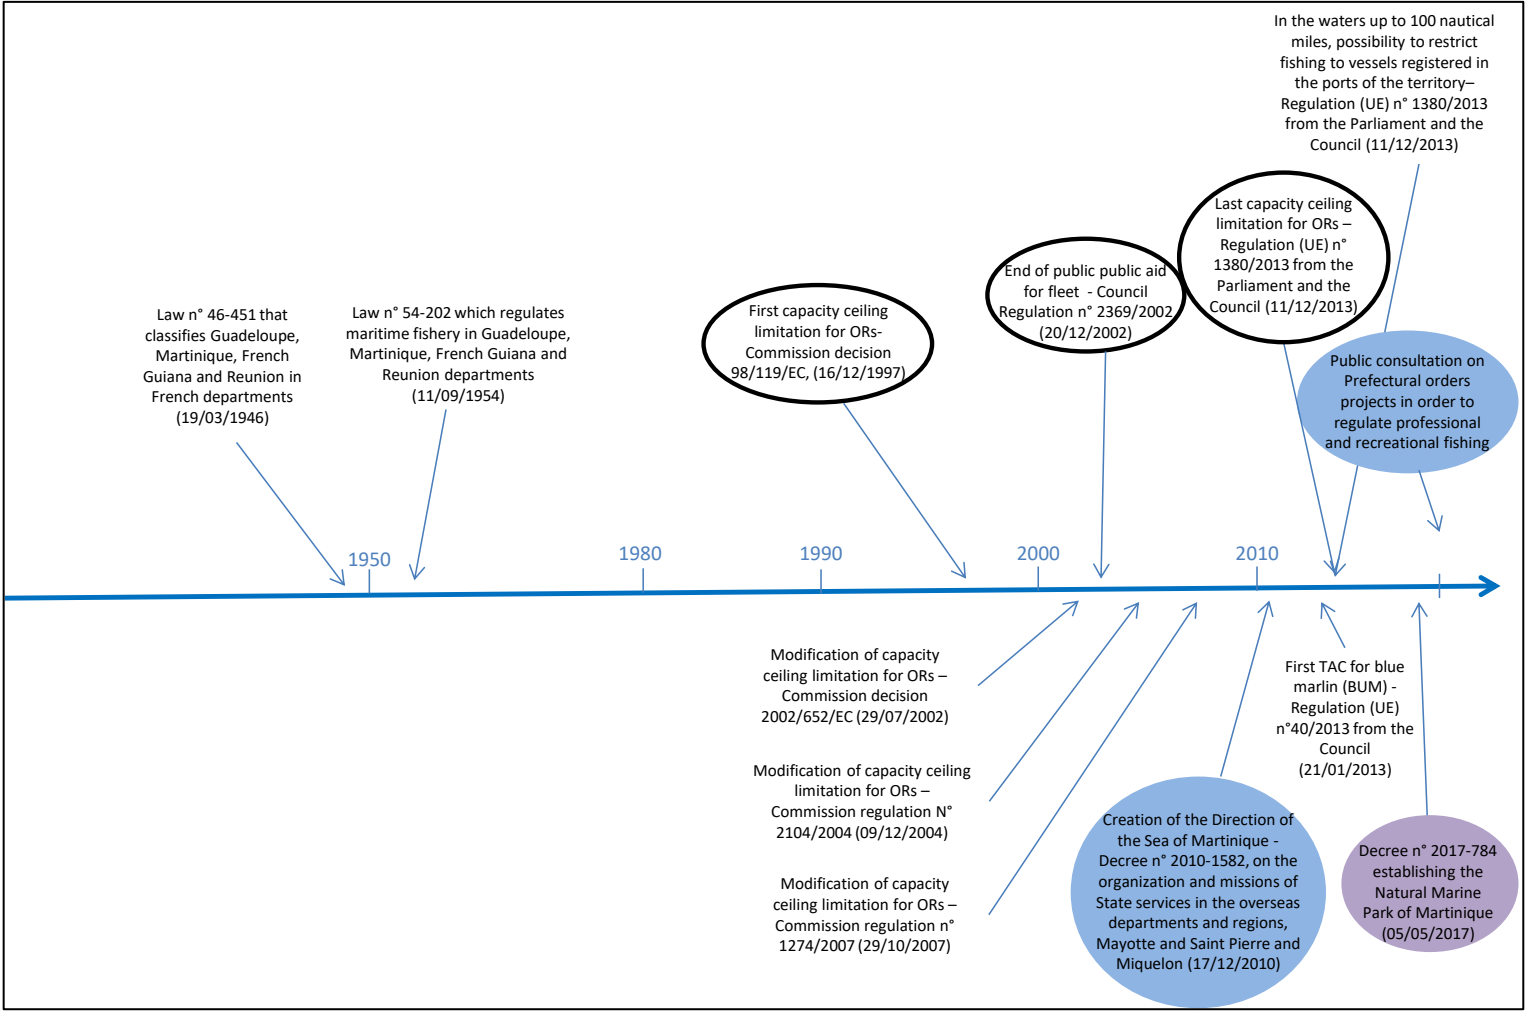 In the waters up to 100 nautical
miles, possibility to restrict
fishing to vessels registered in
the ports of the territory–
Regulation (UE) n° 1380/2013
from the Parliament and the
Council (11/12/2013)
Last capacity ceiling
limitation for ORs –
Regulation (UE) n°
1380/2013 from the
Parliament and the
Council (11/12/2013)
End of public public aid
for fleet - Council
Regulation n° 2369/2002
(20/12/2002)
First capacity ceiling
limitation for ORs-
Commission decision
98/119/EC, (16/12/1997)
Law n° 54-202 which regulates
maritime fishery in Guadeloupe,
Martinique, French Guiana and
Reunion departments
(11/09/1954)
Law n° 46-451 that
classifies Guadeloupe,
Martinique, French
Guiana and Reunion in
French departments
(19/03/1946)
Public consultation on
Prefectural orders
projects in order to
regulate professional
and recreational fishing
1950
1980
1990
2000
2010
Modification of capacity
ceiling limitation for ORs –
Commission decision
2002/652/EC (29/07/2002)
Modification of capacity ceiling
limitation for ORs –
Commission regulation N°
2104/2004 (09/12/2004)
Modification of capacity
ceiling limitation for ORs –
Commission regulation n°
1274/2007 (29/10/2007)
Creation of the Direction of
the Sea of Martinique -
Decree n° 2010-1582, on the
organization and missions of
State services in the overseas
departments and regions,
Mayotte and Saint Pierre and
Miquelon (17/12/2010)
First TAC for blue
marlin (BUM) -
Regulation (UE)
n°40/2013 from the
Council
(21/01/2013)
Decree n° 2017-784
establishing the
Natural Marine
Park of Martinique
(05/05/2017)